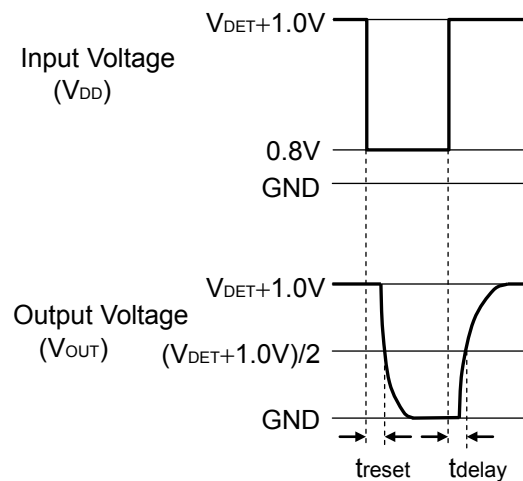 VDET+1.0V
Input Voltage
(VDD)
0.8V
GND
VDET+1.0V
Output Voltage
(VOUT)
(VDET+1.0V)/2
GND
treset
tdelay